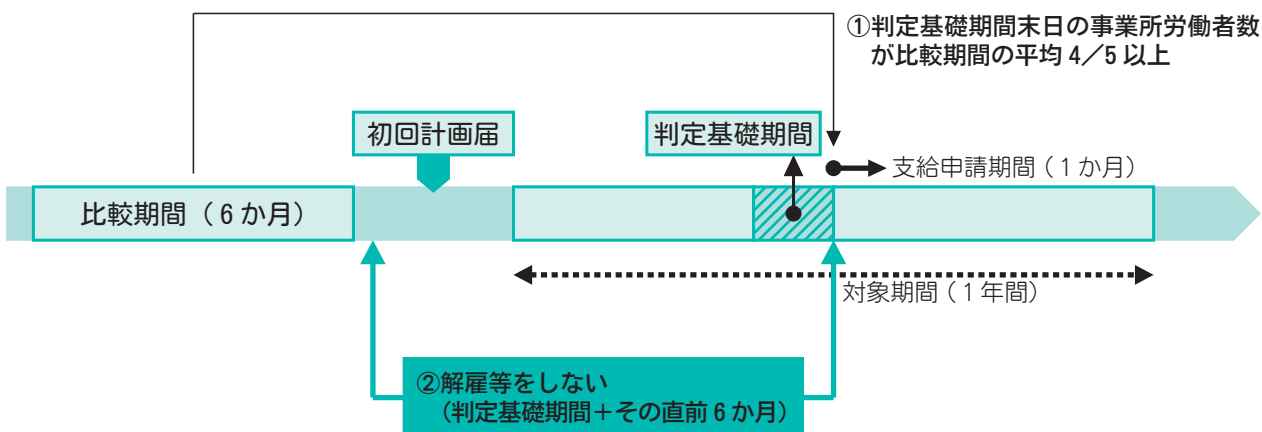 ①判定基礎期間末日の事業所労働者数
が比較期間の平均4/5以上
初回計画届
判定基礎期間
支給申請期間(1か月)
比較期間(6か月)
対象期間(1年間)
②解雇等をしない
(判定基礎期間+その直前6か月)